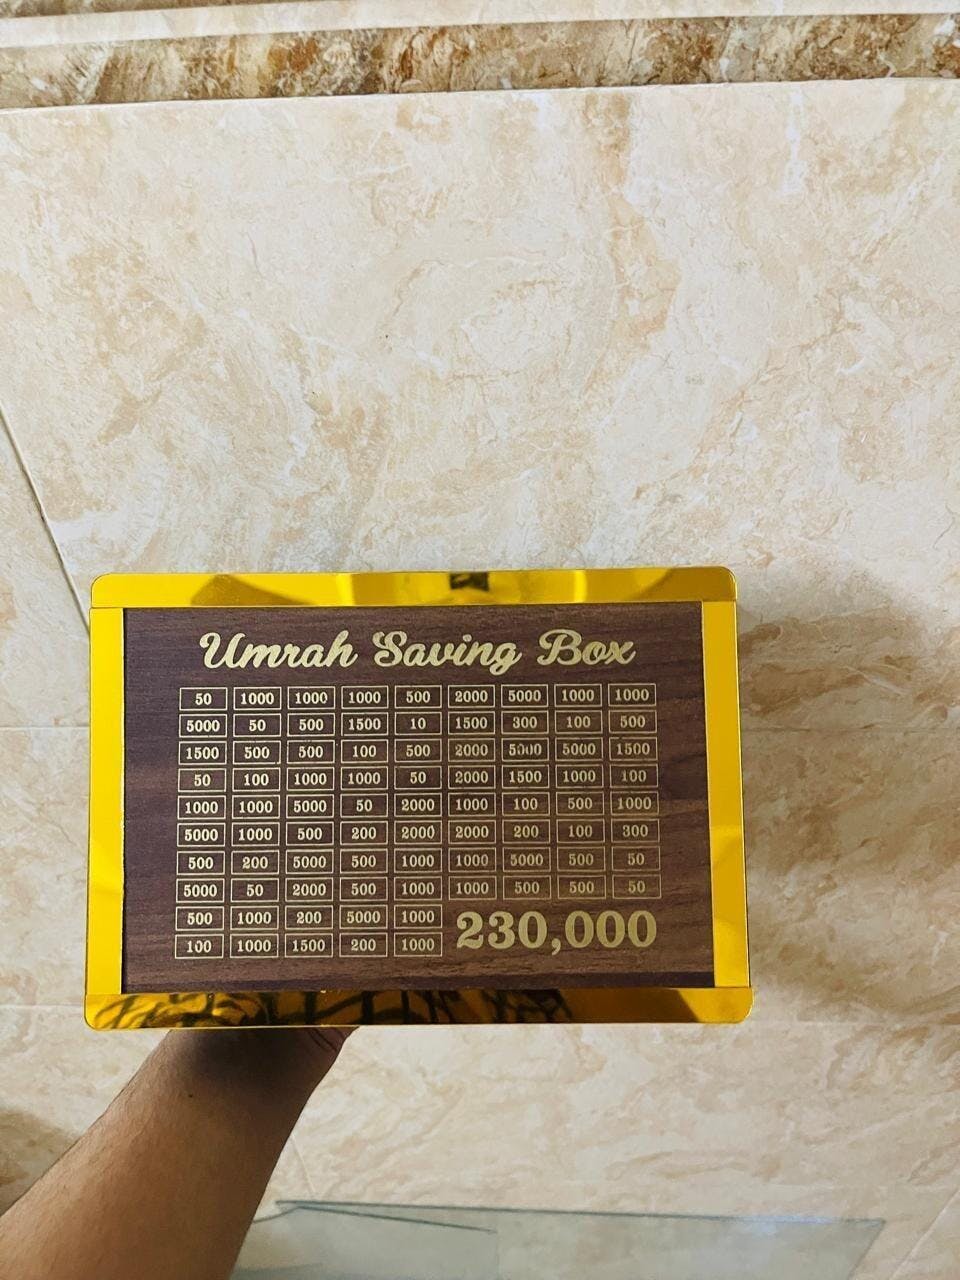 Umrah Saving Box
50 1000 1000 1000 500 2000 5000 1000 1000
5000 50 500 1500 10 1500 300 100 500
1500 500 500 100 500 2000 5000 5000 1500
50 100 1000 1000 50 2000 1500 1000 100
1000 1000 5000 50 2000 1000 100 500 1000
5000 1000 500 200 2000 2000 200 100 300
500 200 5000 500 1000 1000 5000 500 50
5000 50 2000 500 1000 1000 500 500 50
500 1000 200 5000 1000
100 1000 1500 200 1000
230,000